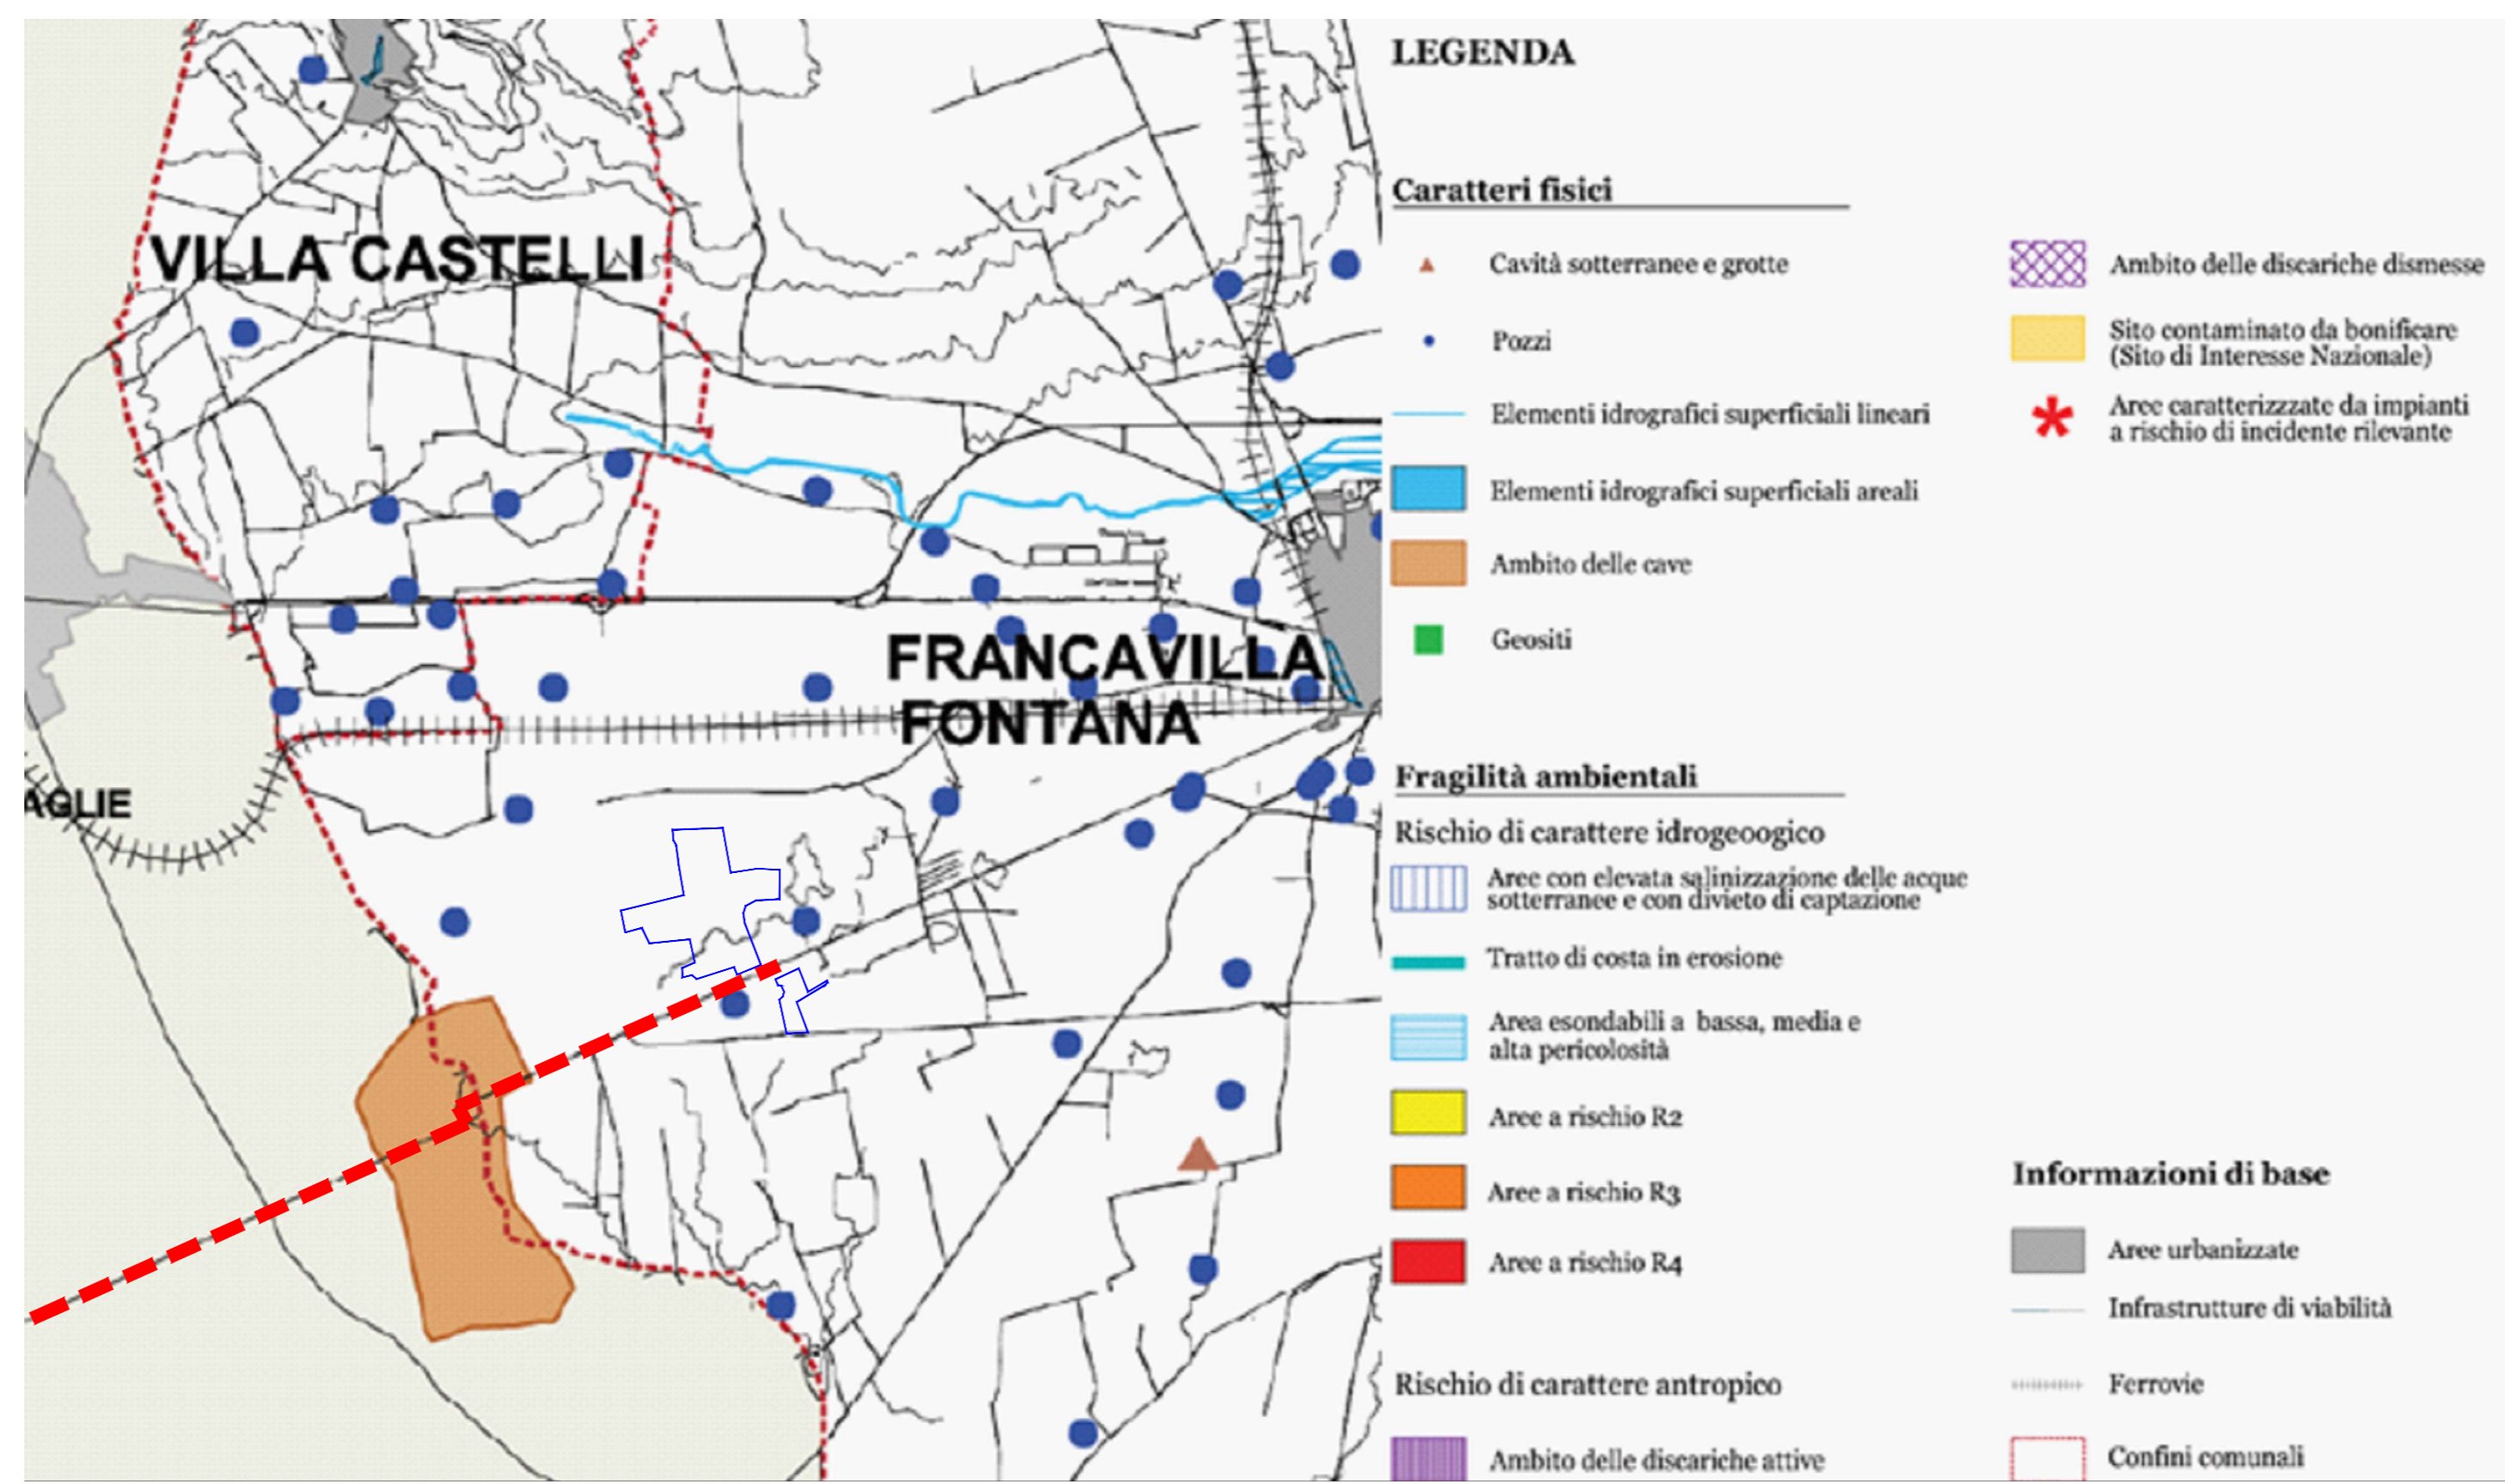 VILLA CASTELLI
FRANCAVILLA
FONTANA
AGLIE
LEGENDA
Caratteri fisici
Cavità sotterranee e grotte
Pozzi
Elementi idrografici superficiali lineari
Elementi idrografici superficiali areali
Ambito delle cave
Geositi
Ambito delle discariche dismesse
Sito contaminato da bonificare
(Sito di Interesse Nazionale)
Aree caratterizzzate da impianti
a rischio di incidente rilevante
Fragilità ambientali
Rischio di carattere idrogeoogico
Aree con elevata salinizzazione delle acque
sotterranee e con divieto di captazione
Tratto di costa in erosione
Area esondabili a bassa, media e
alta pericolosità
Aree a rischio R2
Aree a rischio R3
Aree a rischio R4
Rischio di carattere antropico
Ambito delle discariche attive
Informazioni di base
Aree urbanizzate
Infrastrutture di viabilità
Ferrovie
Confini comunali